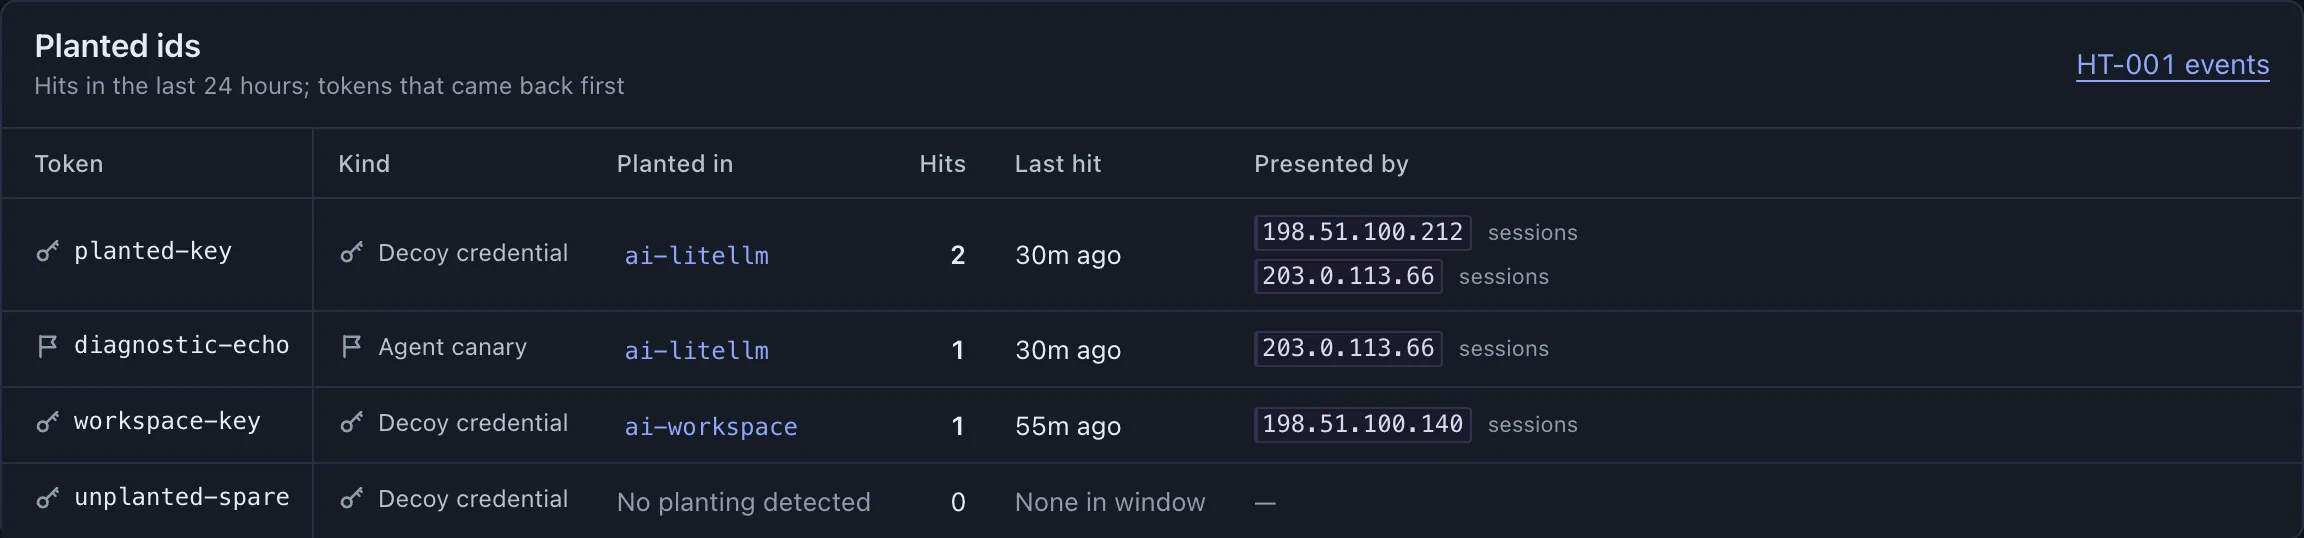 Planted ids
Hits in the last 24 hours; tokens that came back first
HT-001 events
Token Kind Planted in Hits Last hit Presented by
planted-key Decoy credential ai-litellm 2 30m ago 198.51.100.212 sessions
203.0.113.66 sessions
diagnostic-echo Agent canary ai-litellm 1 30m ago 203.0.113.66 sessions
workspace-key Decoy credential ai-workspace 1 55m ago 198.51.100.140 sessions
unplanted-spare Decoy credential No planting detected 0 None in window —